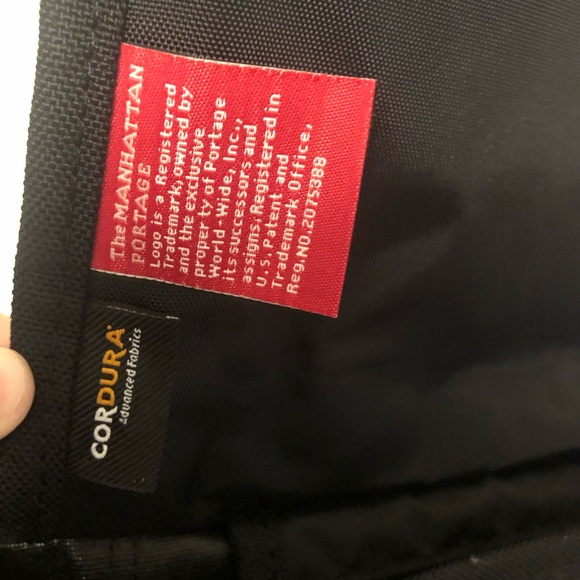 The MANHATTAN
PORTAGE
Logo is a Registered
Trademark,owned by
and the exclusive
property of Portage
World-Wide, Inc.,
its successors and
assigns.Registered in
U.S.Patent and
Trademark Office,
Reg.NO.2075388
CORDURA
Advanced Fabrics